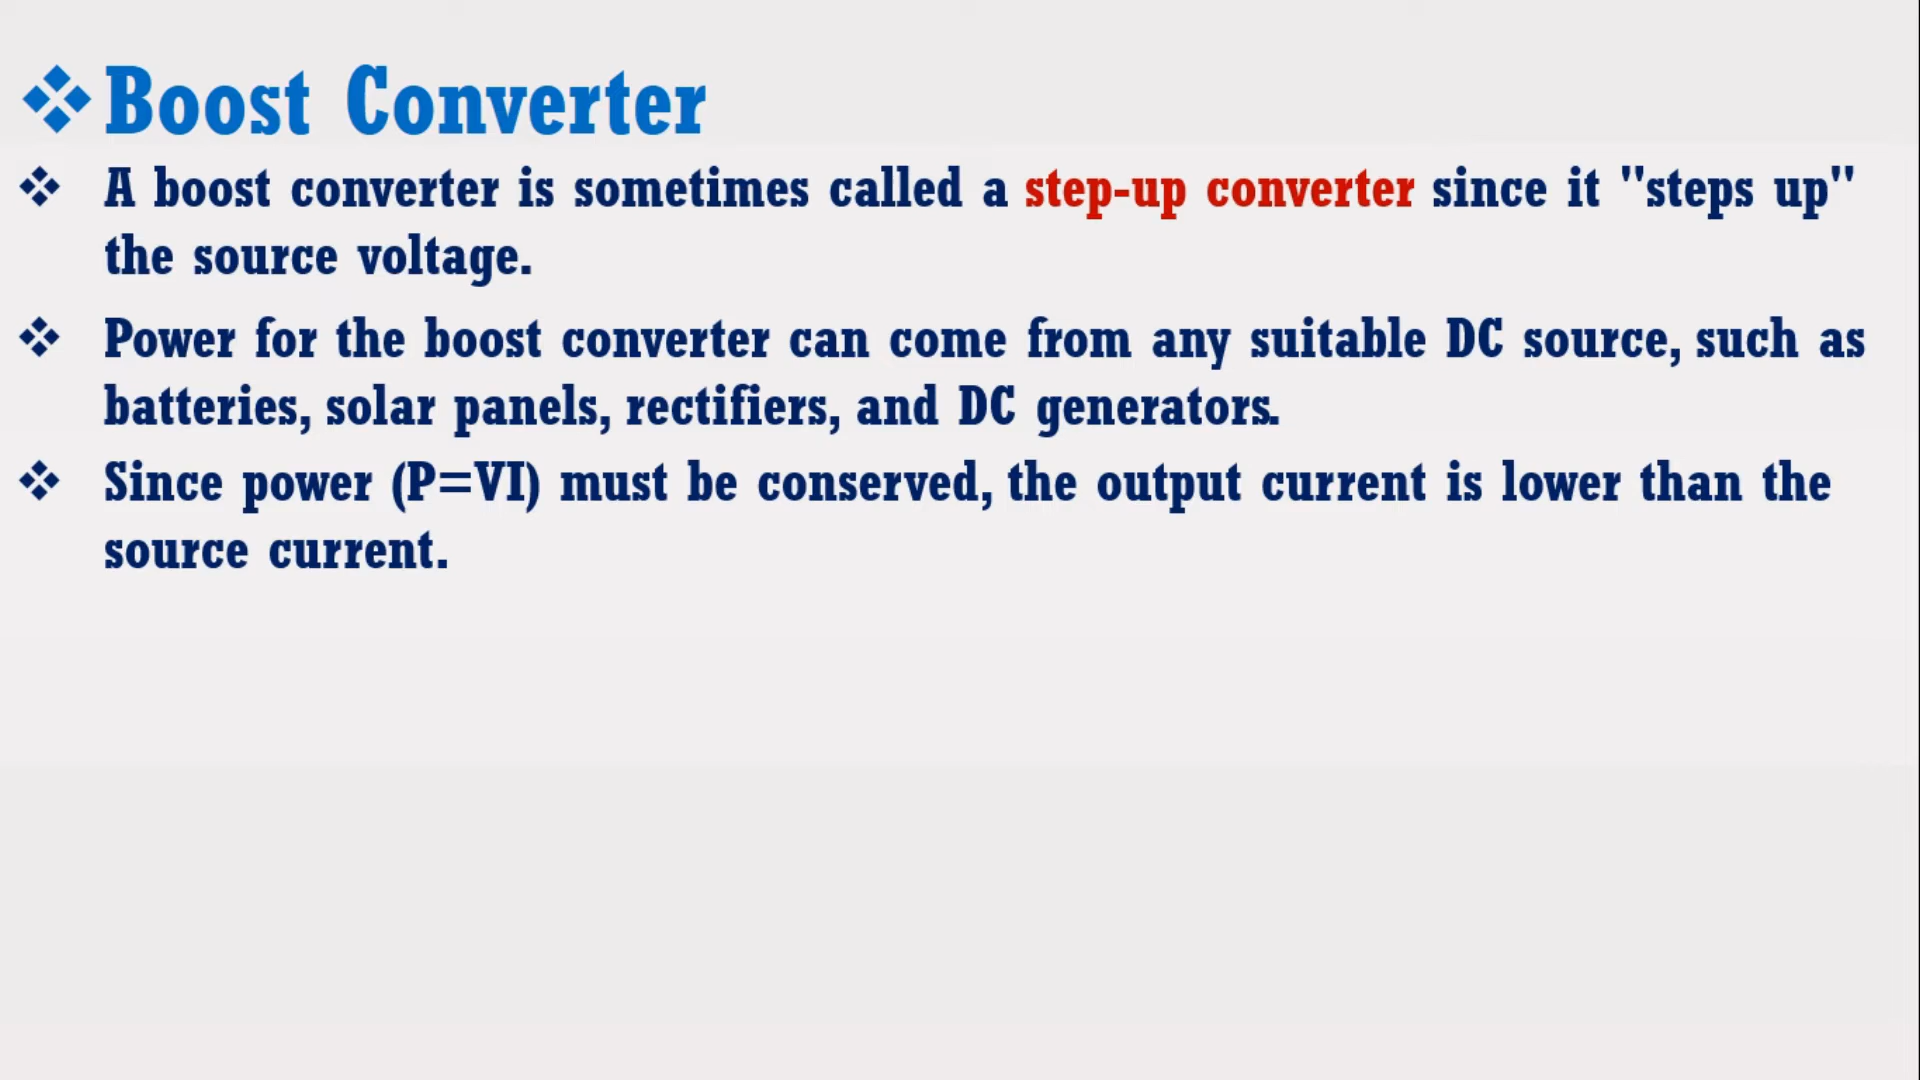 Boost Converter
A boost converter is sometimes called a step-up converter since it "steps up"
the source voltage.
Power for the boost converter can come from any suitable DC source, such as
batteries, solar panels, rectifiers, and DC generators.
Since power (P=VI) must be conserved, the output current is lower than the
source current.